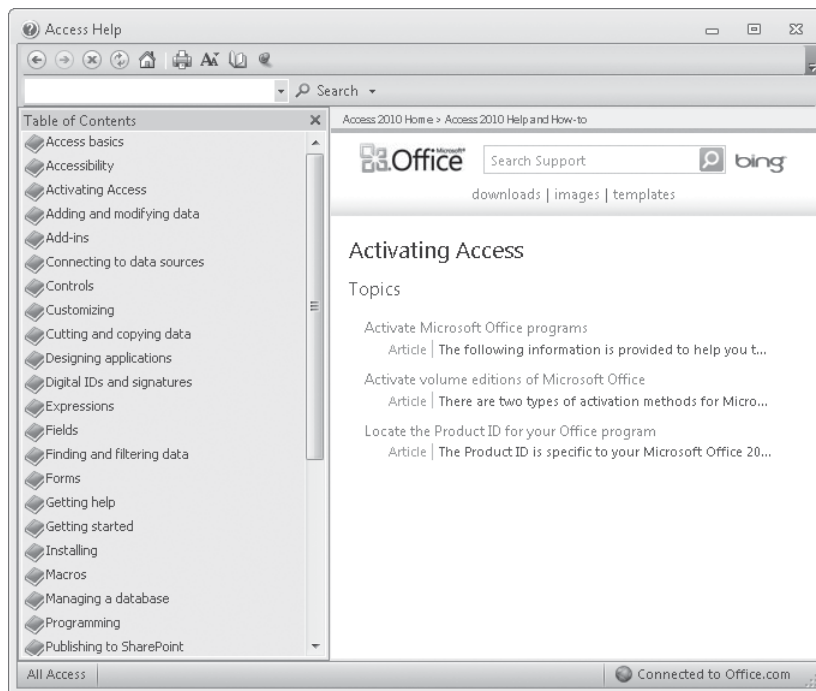 Access Help
Search
Table of Contents
Access basics
Accessibility
Activating Access
Adding and modifying data
Add-ins
Connecting to data sources
Controls
Customizing
Cutting and copying data
Designing applications
Digital IDs and signatures
Expressions
Fields
Finding and filtering data
Forms
Getting help
Getting started
Installing
Macros
Managing a database
Programming
Publishing to SharePoint
Access 2010 Home > Access 2010 Help and How-to
Microsoft®
Office
Search Support
bing
downloads | images | templates
Activating Access
Topics
Activate Microsoft Office programs
Article | The following information is provided to help you t...
Activate volume editions of Microsoft Office
Article | There are two types of activation methods for Micro...
Locate the Product ID for your Office program
Article | The Product ID is specific to your Microsoft Office 20...
All Access
Connected to Office.com